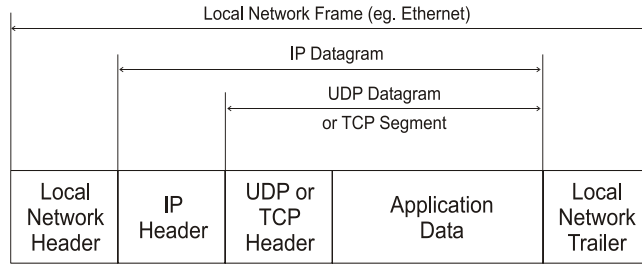 Local Network Frame (eg. Ethernet)
IP Datagram
UDP Datagram
or TCP Segment
Local
Network
Header
IP
Header
UDP or
TCP
Header
Application
Data
Local
Network
Trailer